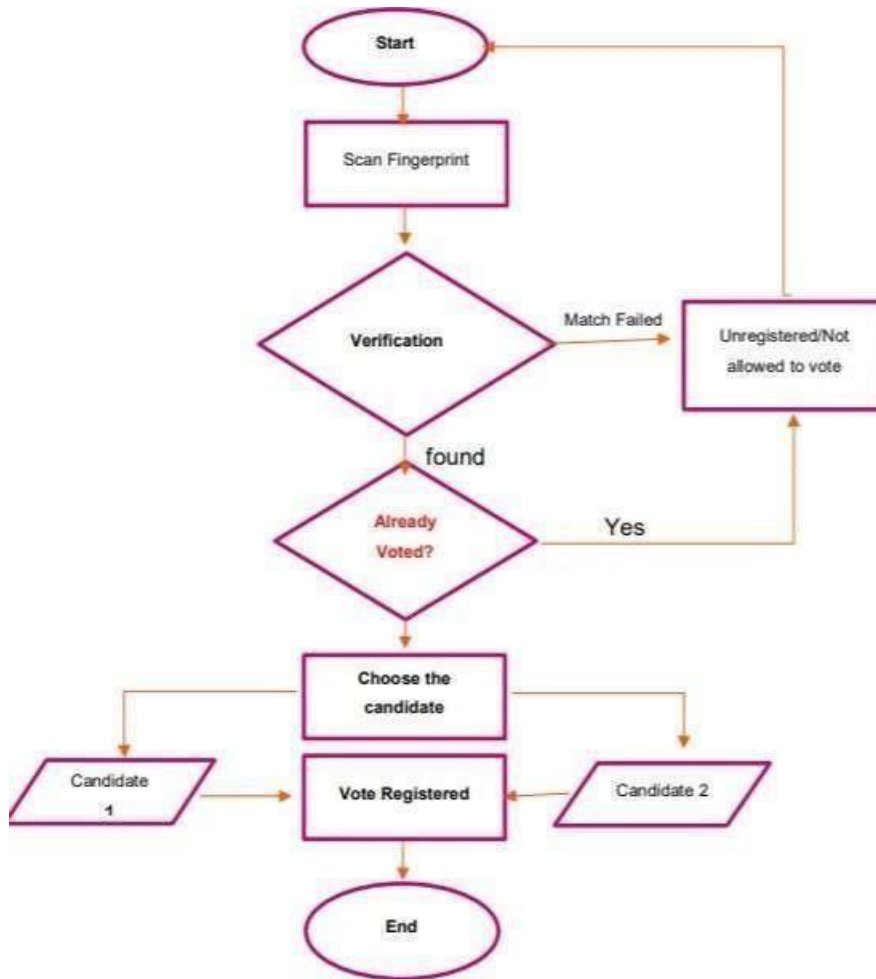 Start
Scan Fingerprint
Verification
Match Failed
Unregistered/Not
allowed to vote
found
Already
Voted?
Yes
Choose the
candidate
Candidate
1
Vote Registered
Candidate 2
End